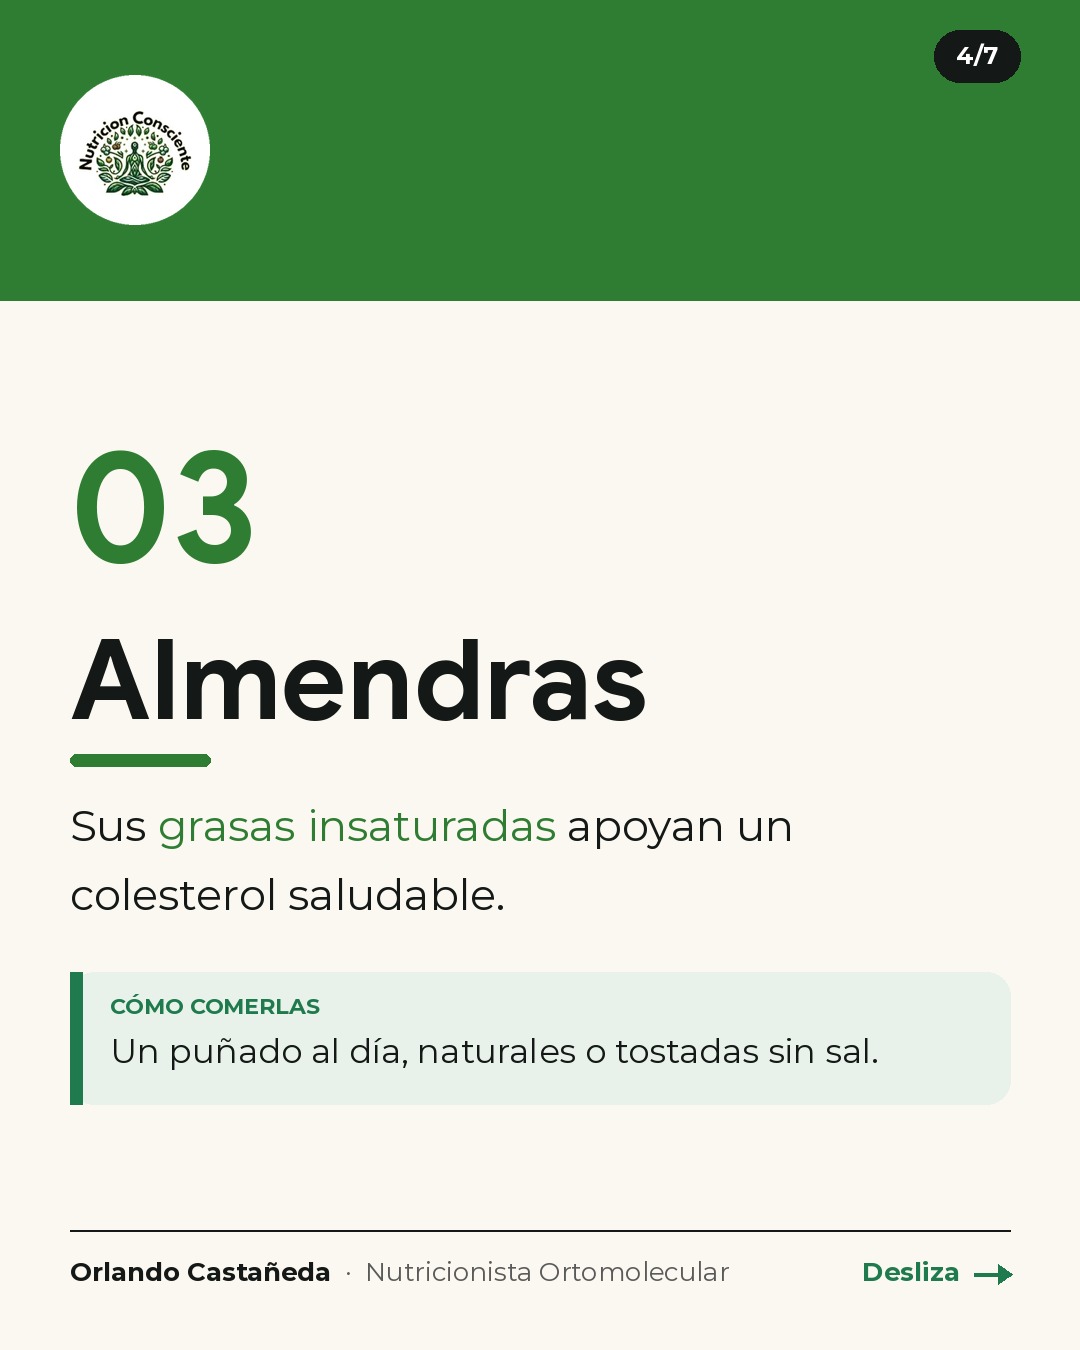 4/7
Nutricion Consciente
03
Almendras
Sus grasas insaturadas apoyan un
colesterol saludable.
CÓMO COMERLAS
Un puñado al día, naturales o tostadas sin sal.
Orlando Castañeda · Nutricionista Ortomolecular
Desliza →